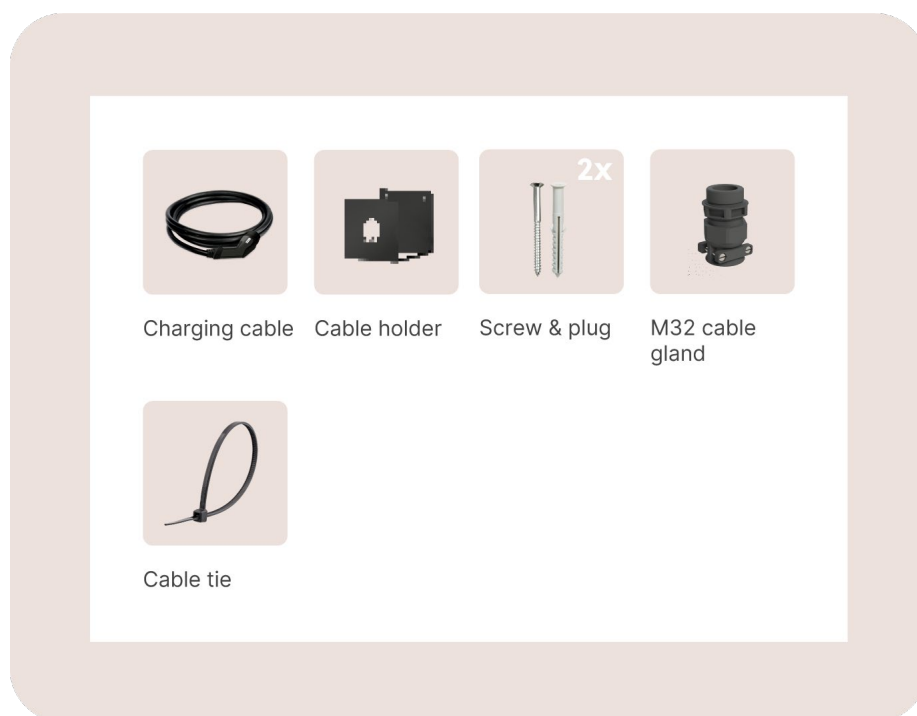 2x
Charging cable
Cable holder
Screw & plug
M32 cable
gland
Cable tie